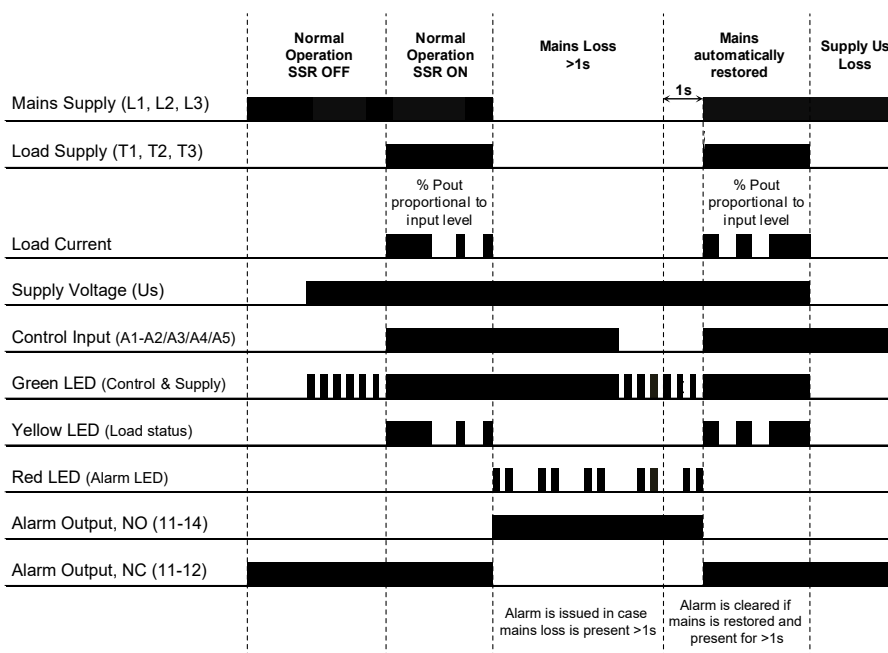 Normal
Operation
SSR OFF
Normal
Operation
SSR ON
Mains Loss
>1s
Mains
automatically
restored
Supply Us
Loss
1s
Mains Supply (L1, L2, L3)
Load Supply (T1, T2, T3)
% Pout
proportional to
input level
% Pout
proportional to
input level
Load Current
Supply Voltage (Us)
Control Input (A1-A2/A3/A4/A5)
Green LED (Control & Supply)
Yellow LED (Load status)
Red LED (Alarm LED)
Alarm Output, NO (11-14)
Alarm Output, NC (11-12)
Alarm is issued in case
mains loss is present >1s
Alarm is cleared if
mains is restored and
present for >1s